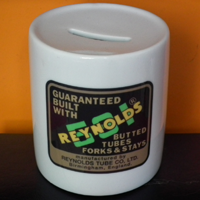 GUARANTEED
BUILT
WITH
531
REYNOLDS
BUTTED
TUBES
FORKS & STAYS
manufactured by
REYNOLDS TUBE CO. LTD.
Birmingham, England